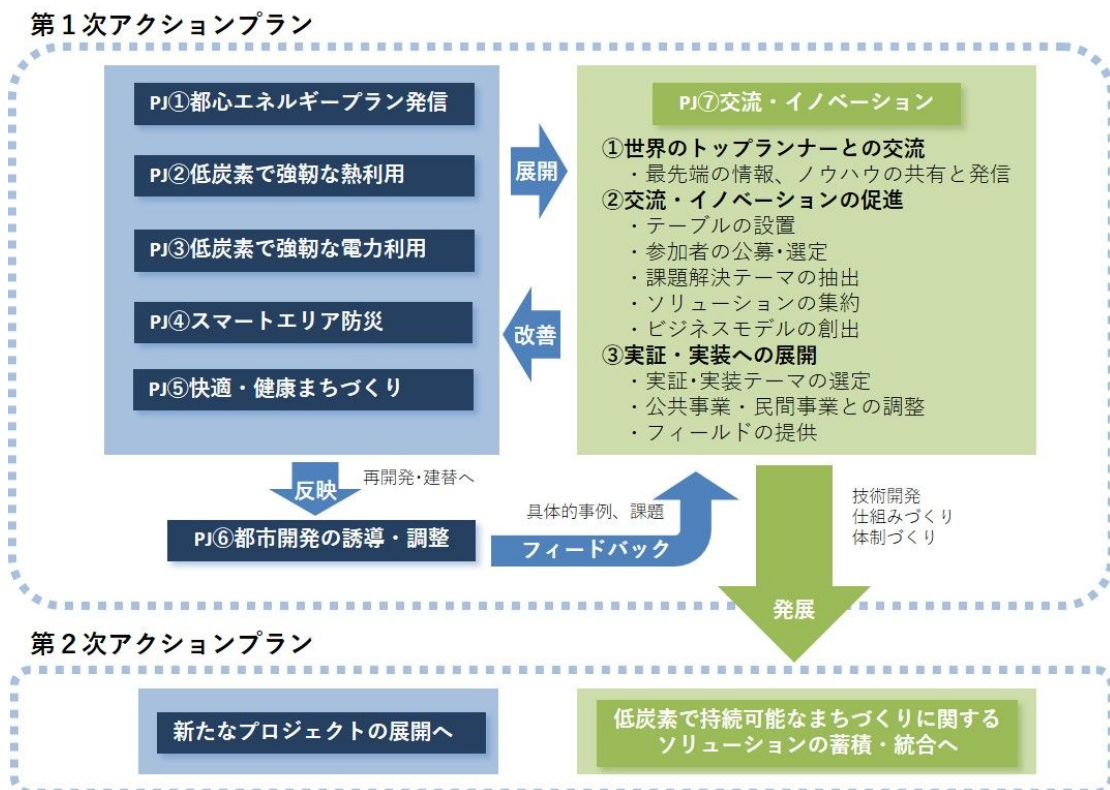 第１次アクションプラン
PJ①都心エネルギープラン発信
PJ②低炭素で強靭な熱利用
PJ③低炭素で強靭な電力利用
PJ④スマートエリア防災
PJ⑤快適・健康まちづくり
展開
改善
PJ⑦交流・イノベーション
①世界のトップランナーとの交流
・最先端の情報、ノウハウの共有と発信
②交流・イノベーションの促進
・テーブルの設置
・参加者の公募・選定
・課題解決テーマの抽出
・ソリューションの集約
・ビジネスモデルの創出
③実証・実装への展開
・実証・実装テーマの選定
・公共事業・民間事業との調整
・フィールドの提供
反映
再開発・建替へ
PJ⑥都市開発の誘導・調整
具体的事例、課題
フィードバック
技術開発
仕組みづくり
体制づくり
発展
第２次アクションプラン
新たなプロジェクトの展開へ
低炭素で持続可能なまちづくりに関する
ソリューションの蓄積・統合へ